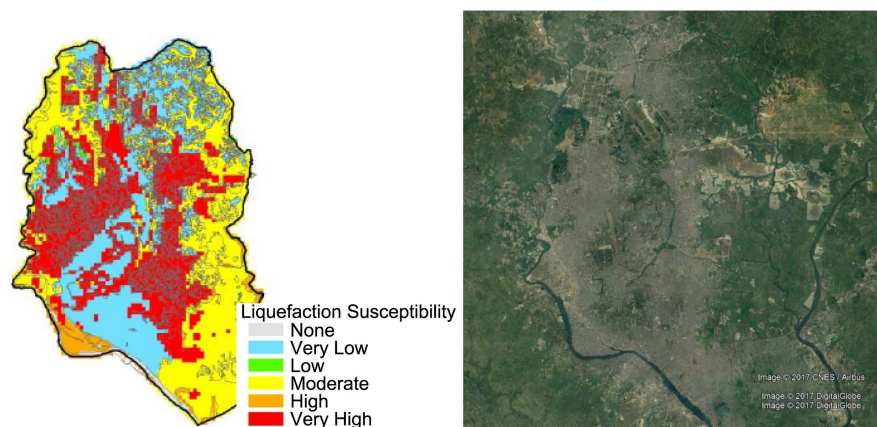 Liquefaction Susceptibility
None
Very Low
Low
Moderate
High
Very High
Image © 2017 CNES / Airbus
Image © 2017 DigitalGlobe
Image © 2017 DigitalGlobe